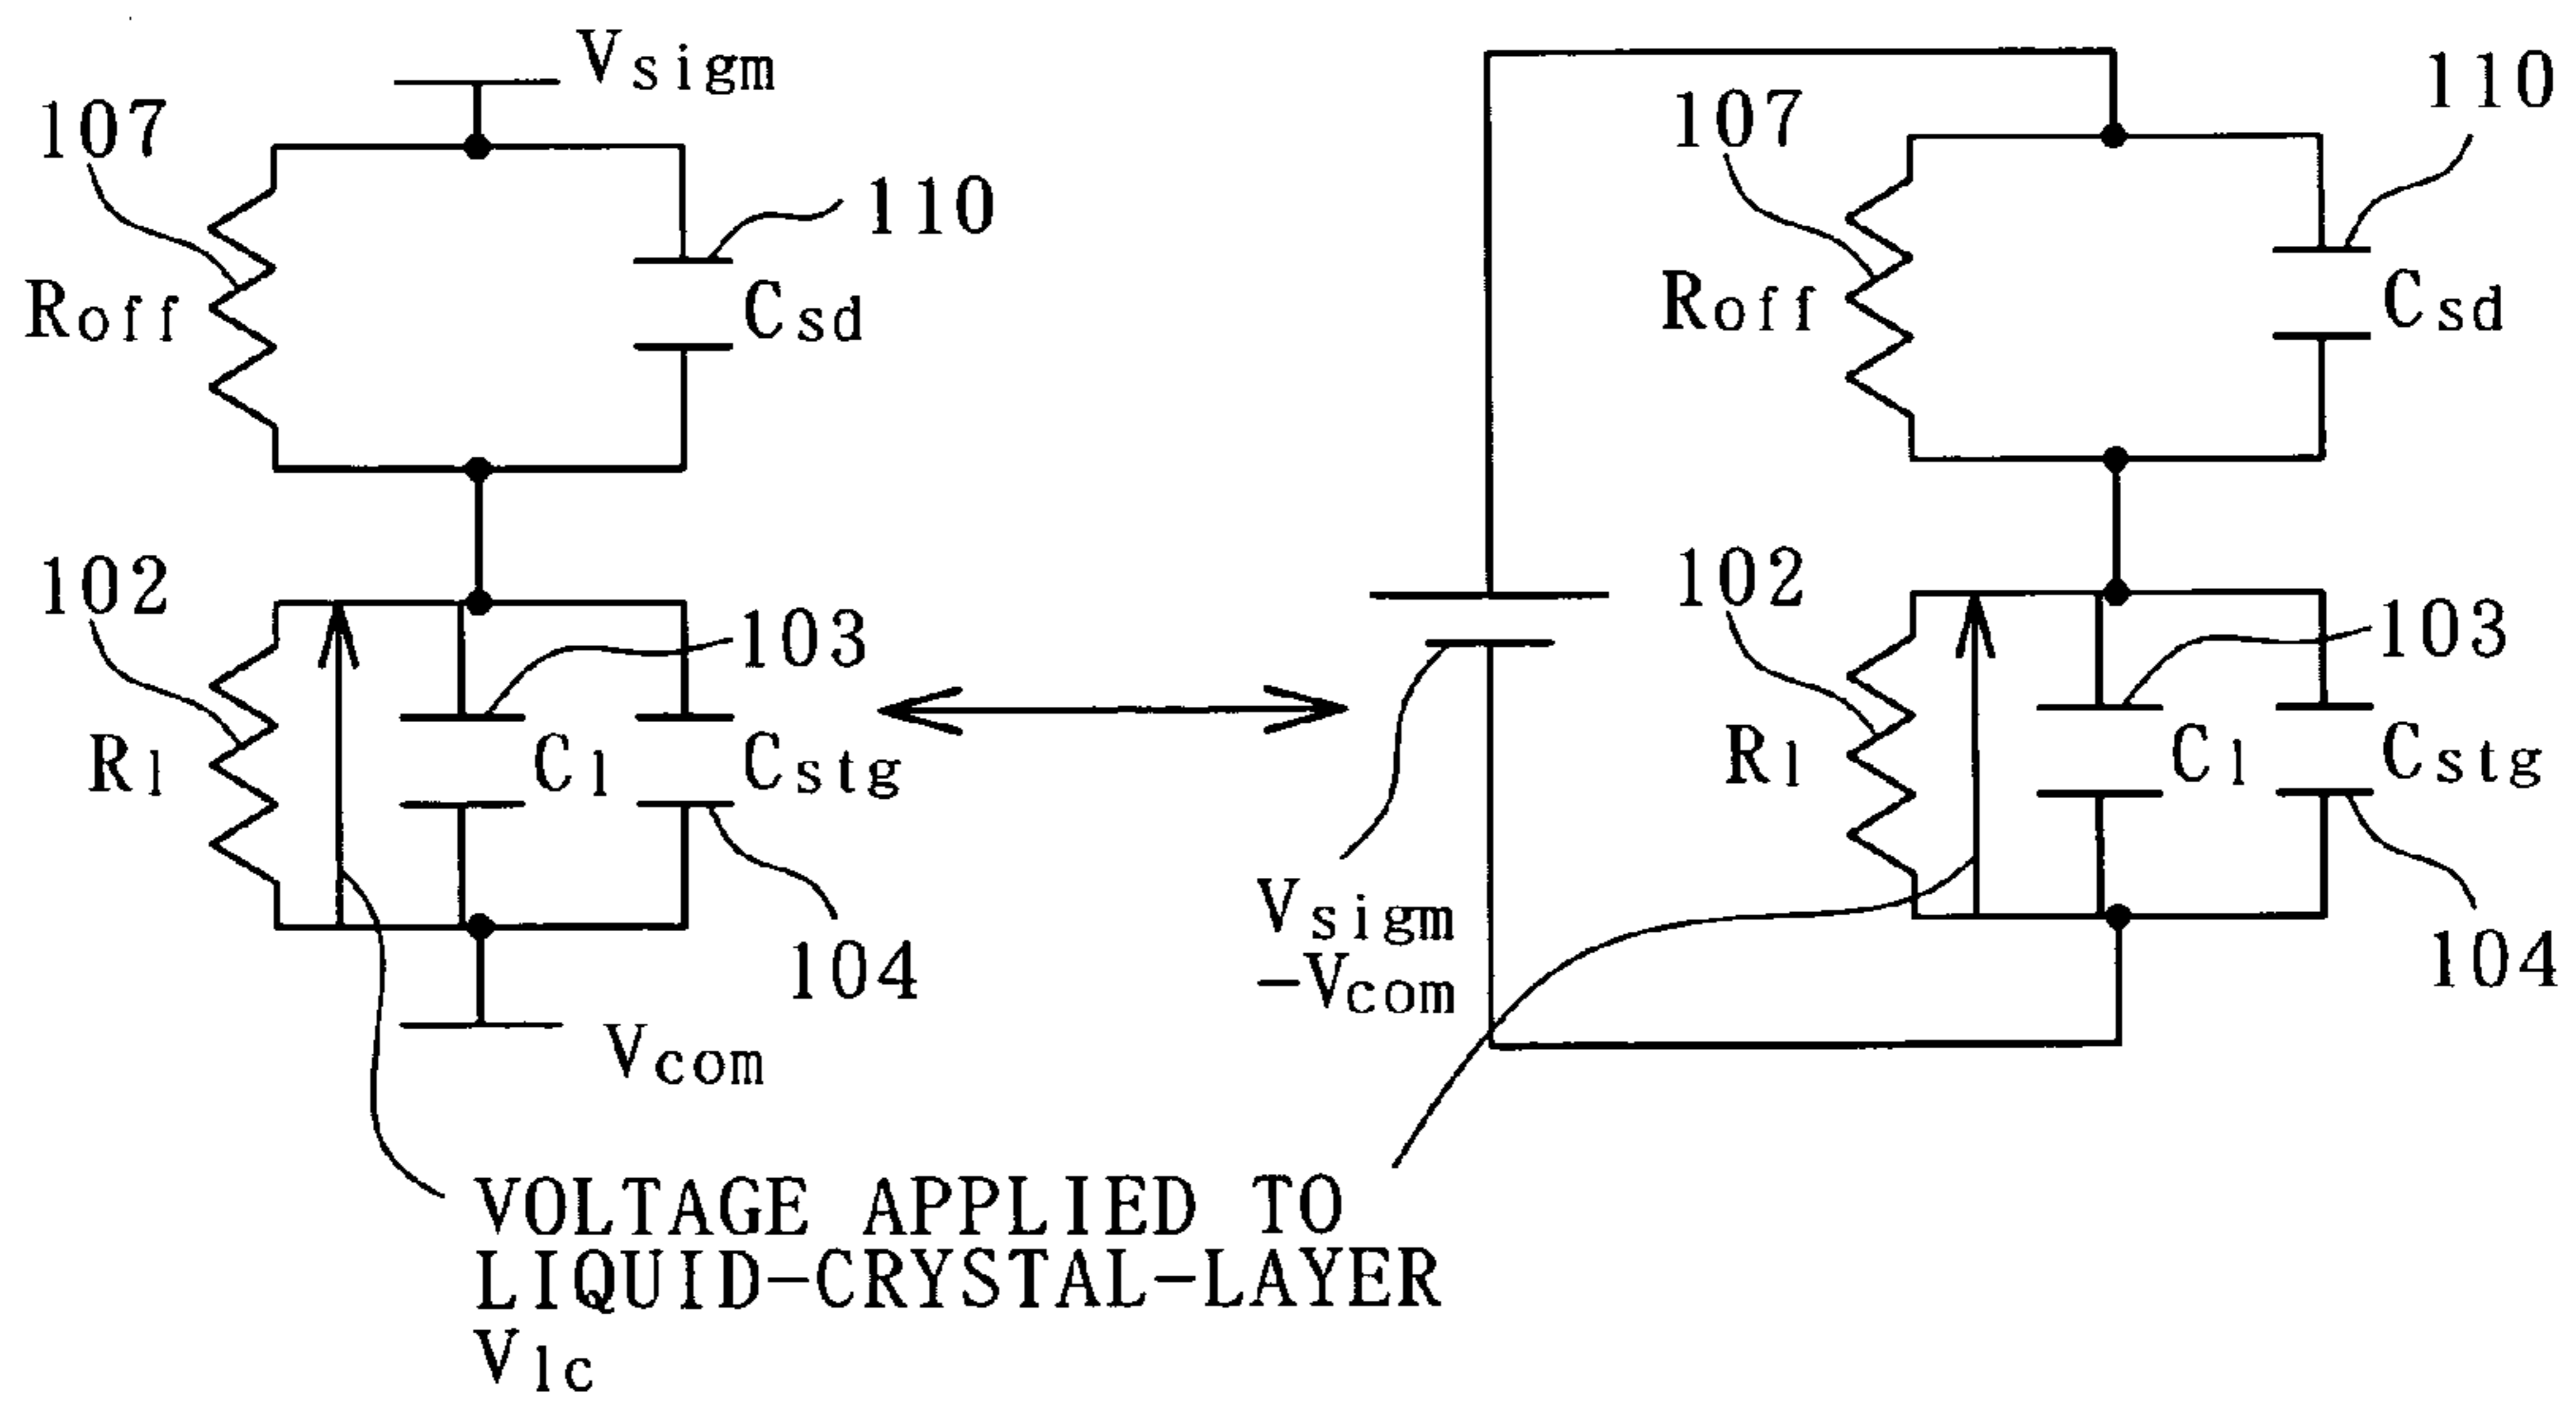 Vsigm
107
110
Roff
Csd
102
103
Rl
Cl
Cstg
104
Vcom
107
110
Roff
Csd
102
103
Rl
Cl
Cstg
104
Vsigm
-Vcom
VOLTAGE APPLIED TO
LIQUID-CRYSTAL-LAYER
Vlc